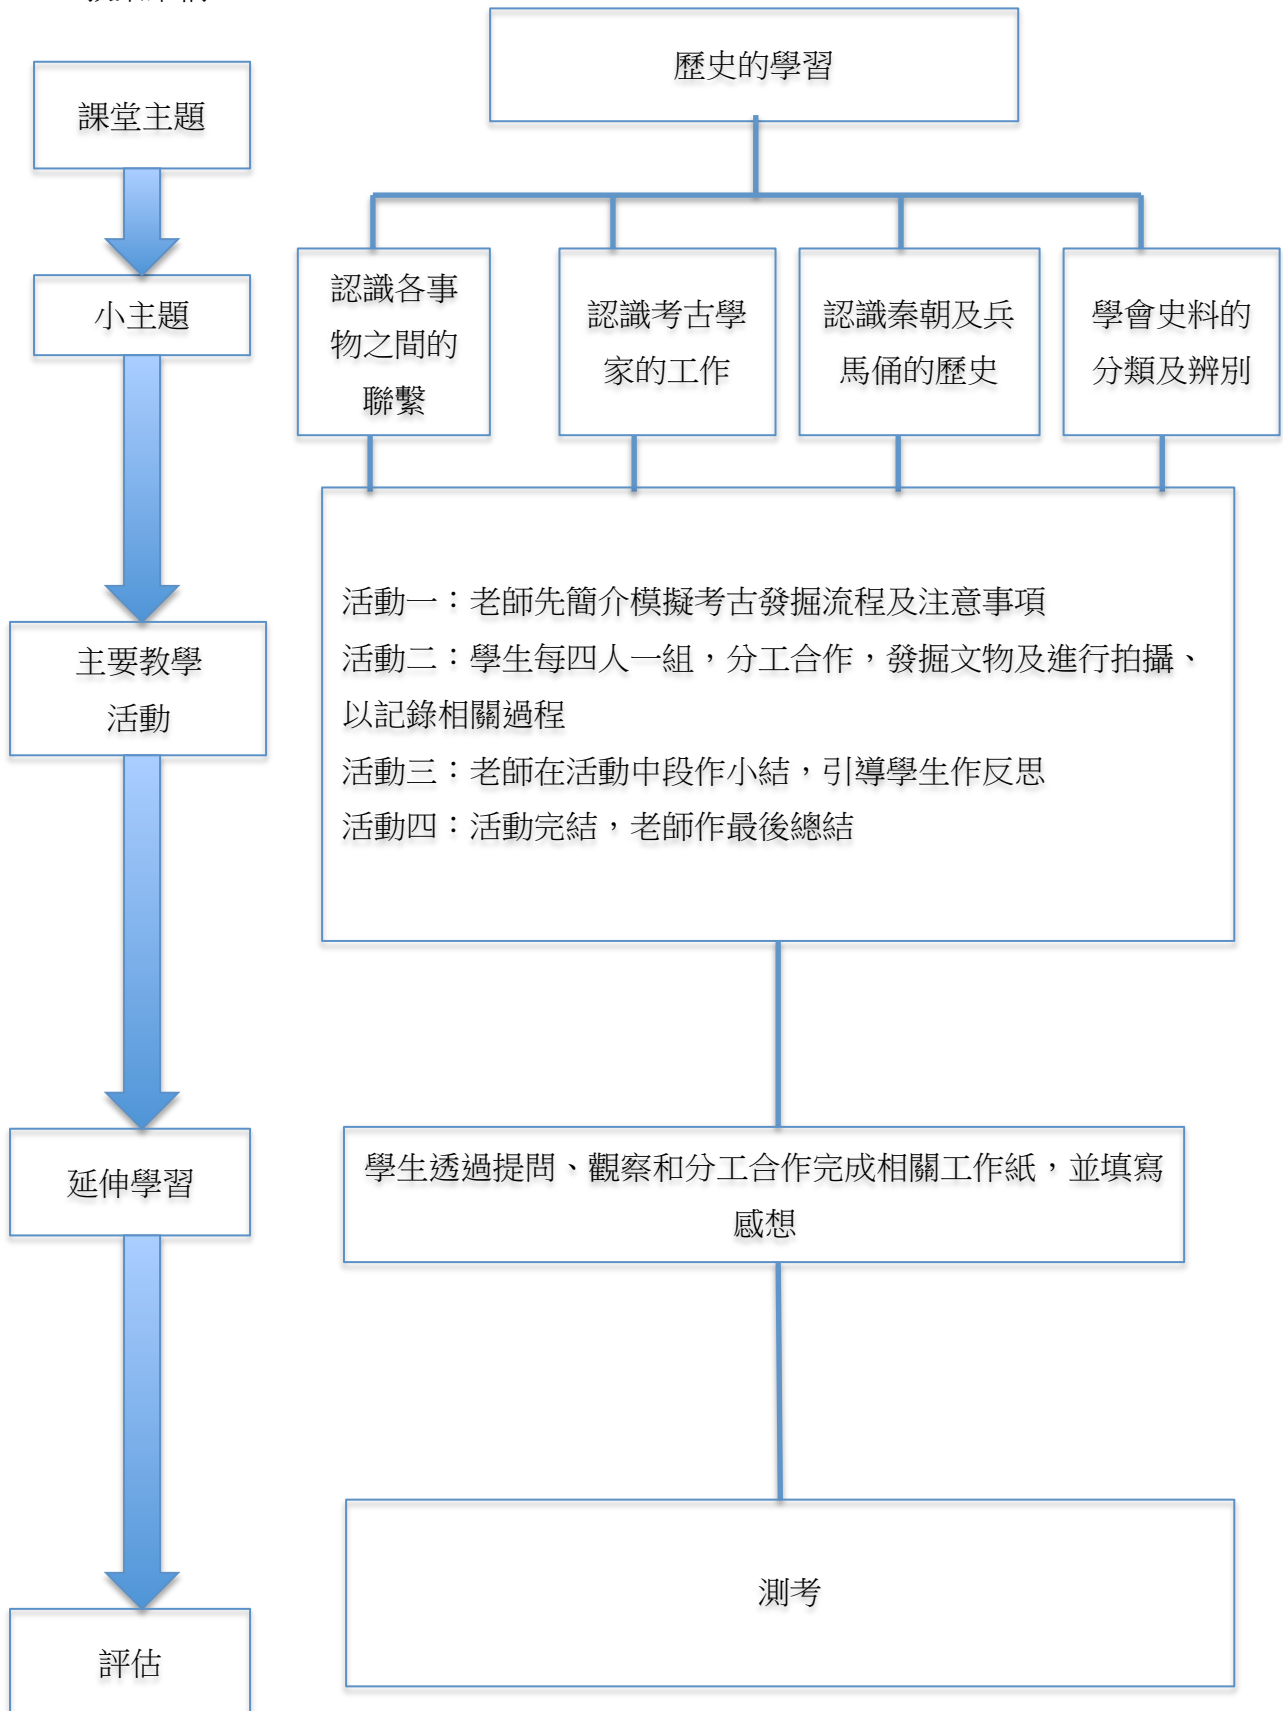 歷史的學習
課堂主題
小主題
認識各事
物之間的
聯繫
認識考古學
家的工作
認識秦朝及兵
馬俑的歷史
學會史料的
分類及辨別
主要教學
活動
活動一：老師先簡介模擬考古發掘流程及注意事項
活動二：學生每四人一組，分工合作，發掘文物及進行拍攝、
以記錄相關過程
活動三：老師在活動中段作小結，引導學生作反思
活動四：活動完結，老師作最後總結
延伸學習
學生透過提問、觀察和分工合作完成相關工作紙，並填寫
感想
測考
評估